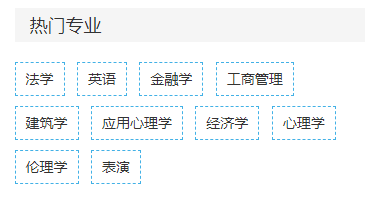 热门专业
法学 英语 金融学 工商管理
建筑学 应用心理学 经济学 心理学
伦理学 表演